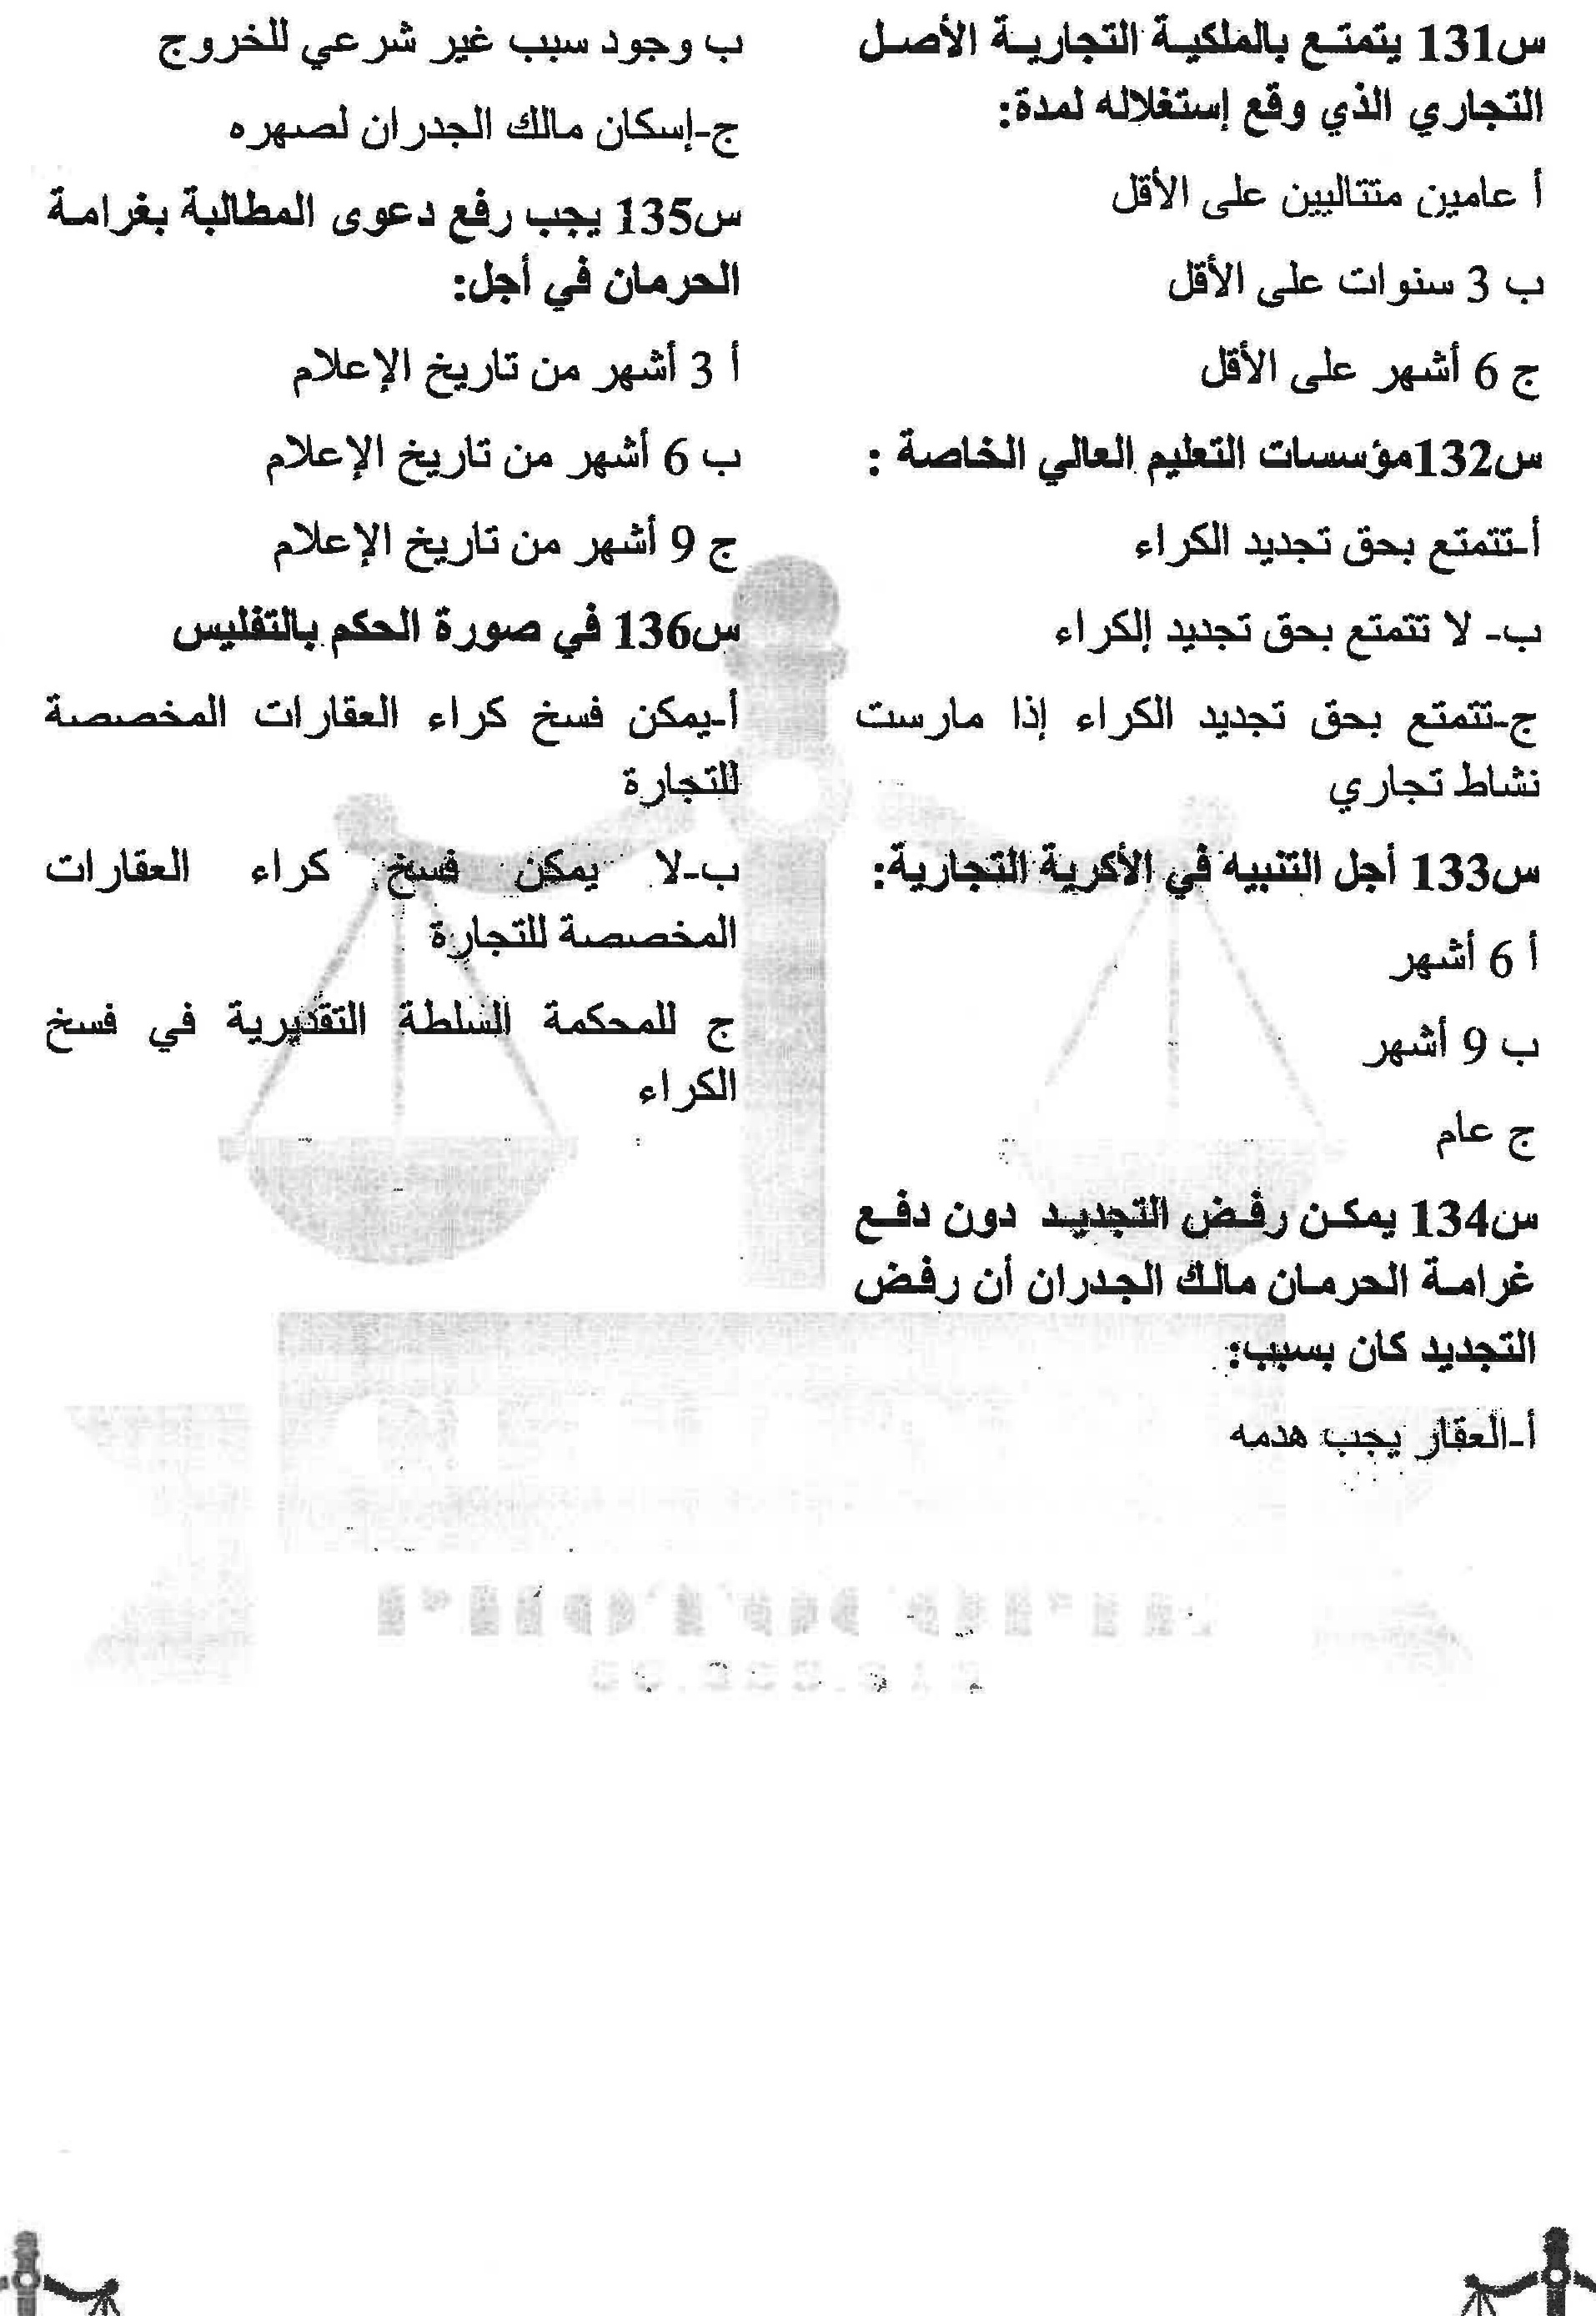 س131 يتمتع بالملكية التجارية الأصل
التجاري الذي وقع إستغلاله لمدة:
أ عامين متتاليين على الأقل
ب 3 سنوات على الأقل
ج 6 أشهر على الأقل
س132مؤسسات التعليم العالي الخاصة :
أ-تتمتع بحق تجديد الكراء
ب- لا تتمتع بحق تجديد الكراء
ج-تتمتع بحق تجديد الكراء إذا مارست
نشاط تجاري
س133 أجل التنبيه في الأكرية التجارية:
أ 6 أشهر
ب 9 أشهر
ج عام
س134 يمكن رفض التجديد دون دفع
غرامة الحرمان مالك الجدران أن رفض
التجديد كان بسبب:
أ-العقار يجب هدمه
ب وجود سبب غير شرعي للخروج
ج-إسكان مالك الجدران لصهره
س135 يجب رفع دعوى المطالبة بغرامة
الحرمان في أجل:
أ 3 أشهر من تاريخ الإعلام
ب 6 أشهر من تاريخ الإعلام
ج 9 أشهر من تاريخ الإعلام
س136 في صورة الحكم بالتفليس
أ-يمكن فسخ كراء العقارات المخصصة
للتجارة
ب-لا يمكن فسخ كراء العقارات
المخصصة للتجارة
ج للمحكمة السلطة التقديرية في فسخ
الكراء